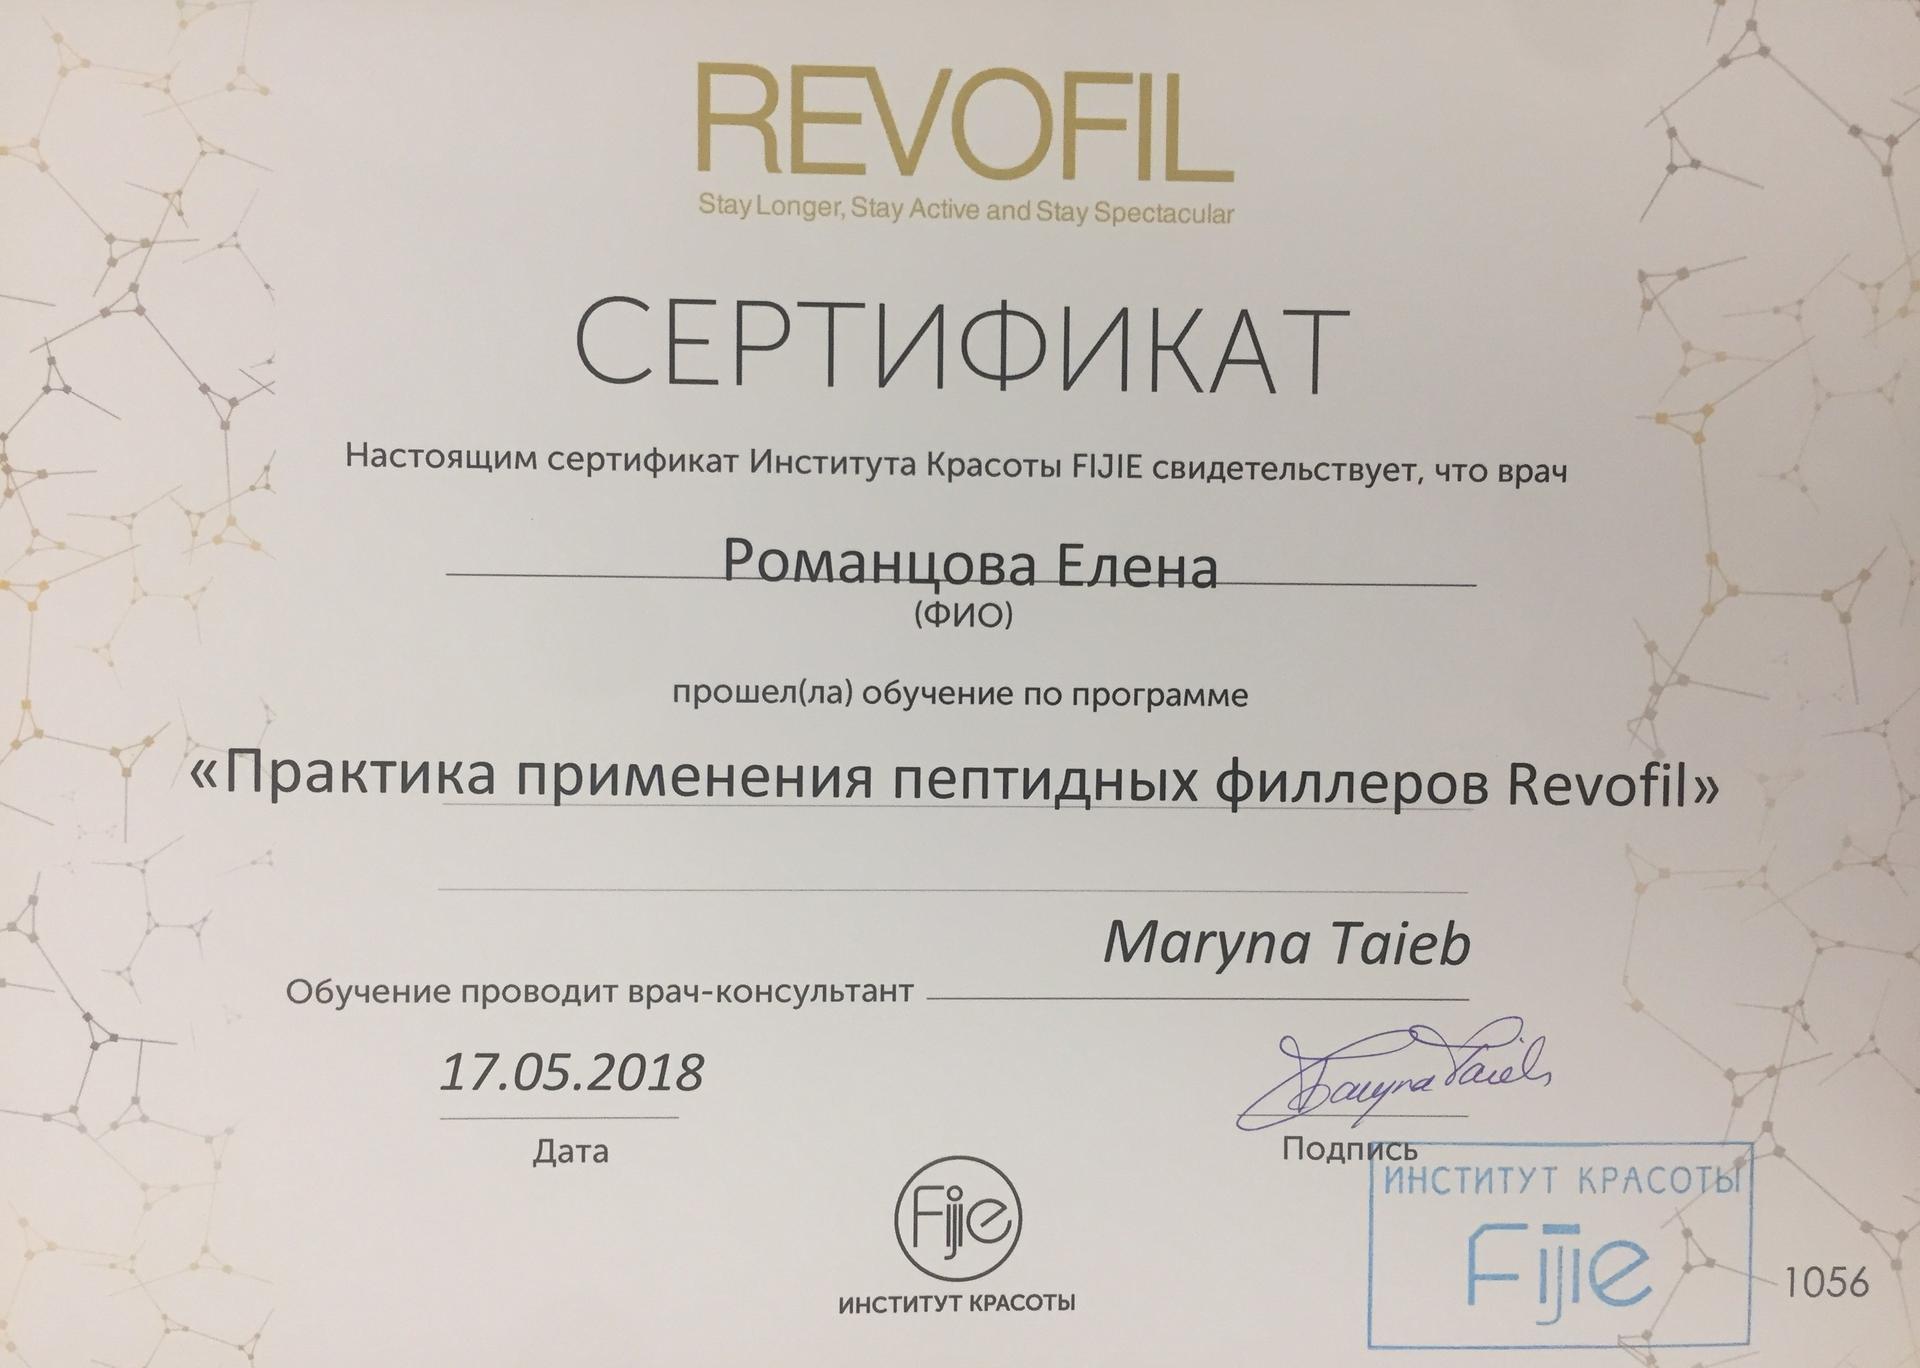 REVOFIL
Stay Longer, Stay Active and Stay Spectacular
СЕРТИФИКАТ
Настоящим сертификат Института Красоты FIJIE свидетельствует, что врач
Романцова Елена
(ФИО)
прошел(ла) обучение по программе
«Практика применения пептидных филлеров Revofil»
Maryna Taieb
Обучение проводит врач-консультант
17.05.2018
Maryna Taieb
Дата
Подпись
Fijie
ИНСТИТУТ КРАСОТЫ
ИНСТИТУТ КРАСОТЫ
Fijie
1056